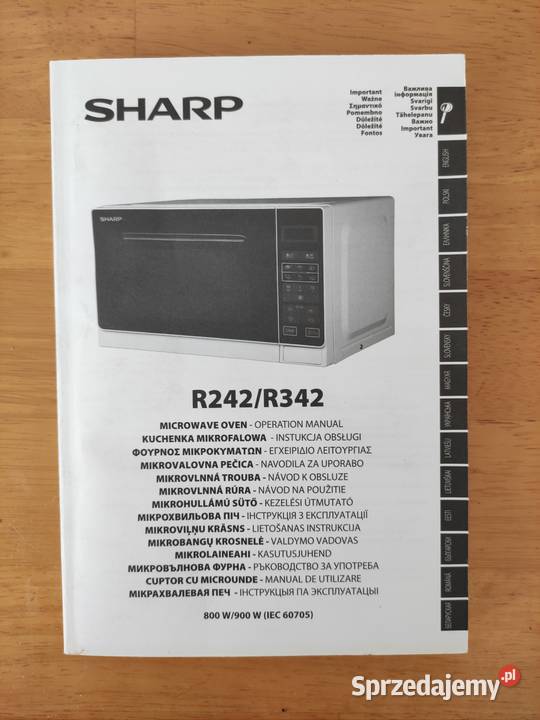 SHARP
Important
Ważne
Σημαντικό
Pomembno
Důležité
Dôležité
Fontos
Важлива
інформація
Svarīgi
Svarbu
Tähelepanu
Важно
Important
Увага
ENGLISH
POLSKI
ΕΛΛΗΝΙΚΑ
SLOVENŠČINA
ČESKY
SLOVENSKY
MAGYAR
УКРАЇНСЬКА
LATVIEŠU
LIETUVIŠKAI
EESTI
БЪЛГАРСКИ
ROMÂNĂ
БЕЛАРУСКАЯ
SHARP
R242/R342
MICROWAVE OVEN - OPERATION MANUAL
KUCHENKA MIKROFALOWA - INSTUKCJA OBSŁUGI
ΦΟΥΡΝΟΣ ΜΙΚΡΟΚΥΜΑΤΩΝ - ΕΓΧΕΙΡΙΔΙΟ ΛΕΙΤΟΥΡΓΙΑΣ
MIKROVALOVNA PEČICA - NAVODILA ZA UPORABO
MIKROVLNNÁ TROUBA - NÁVOD K OBSLUZE
MIKROVLNNÁ RÚRA - NÁVOD NA POUŽITIE
MIKROHULLÁMÚ SÜTŐ - KEZELÉSI ÚTMUTATÓ
МІКРОХВИЛЬОВА ПІЧ - ІНСТРУКЦІЯ З ЕКСПЛУАТАЦІЇ
MIKROVIĻŅU KRĀSNS - LIETOŠANAS INSTRUKCIJA
MIKROBANGŲ KROSNELĖ - VALDYMO VADOVAS
MIKROLAINEAHI - KASUTUSJUHEND
МИКРОВЪЛНОВА ФУРНА - РЪКОВОДСТВО ЗА УПОТРЕБА
CUPTOR CU MICROUNDE - MANUAL DE UTILIZARE
МІКРАХВАЛЕВАЯ ПЕЧ - ІНСТРУКЦЫЯ ПА ЭКСПЛУАТАЦЫІ
800 W/900 W (IEC 60705)
Sprzedajemy.pl